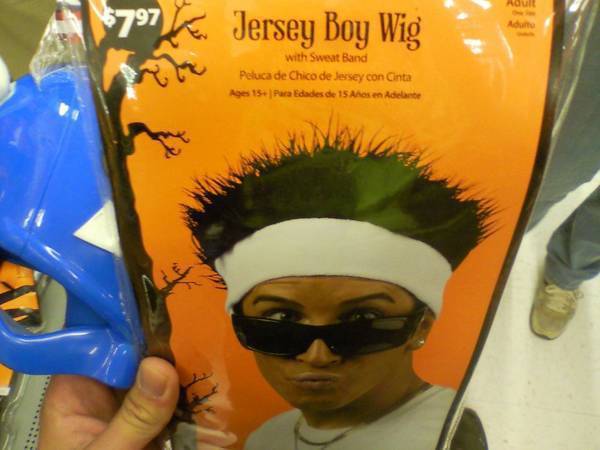 $7.97
Jersey Boy Wig
with Sweat Band
Peluca de Chico de Jersey con Cinta
Ages 15+ | Para Edades de 15 Años en Adelante
Adult
Adulto